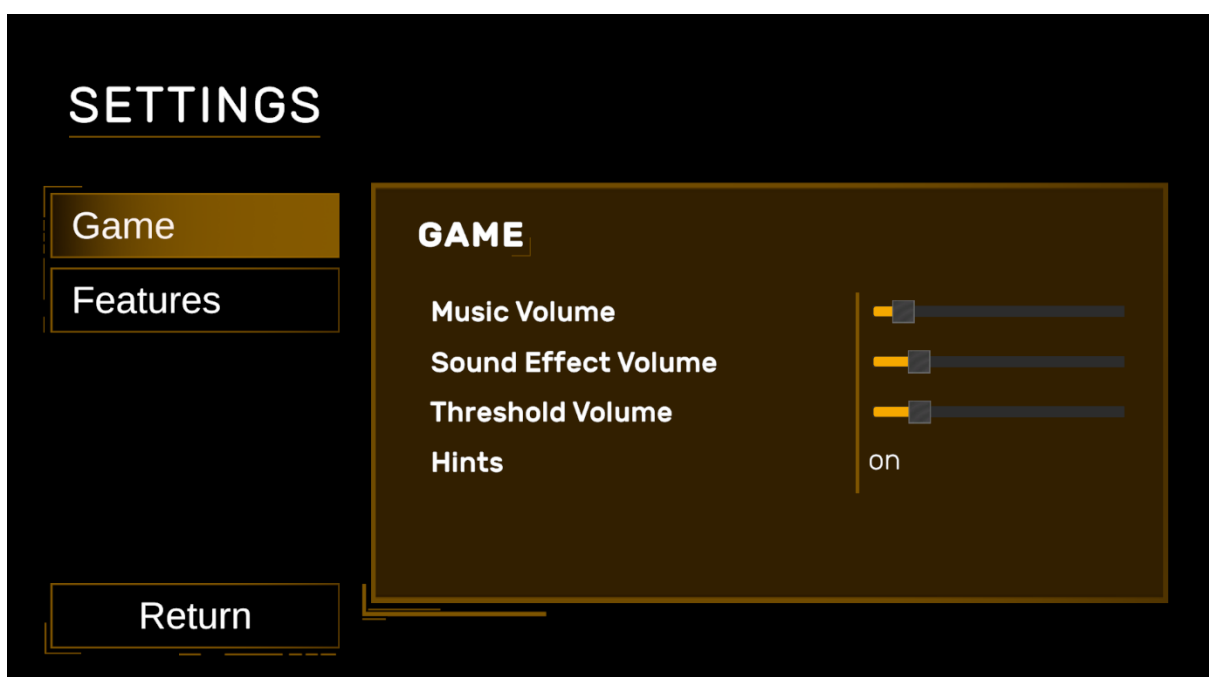 SETTINGS
Game
Features
GAME
Music Volume
Sound Effect Volume
Threshold Volume
Hints on
Return